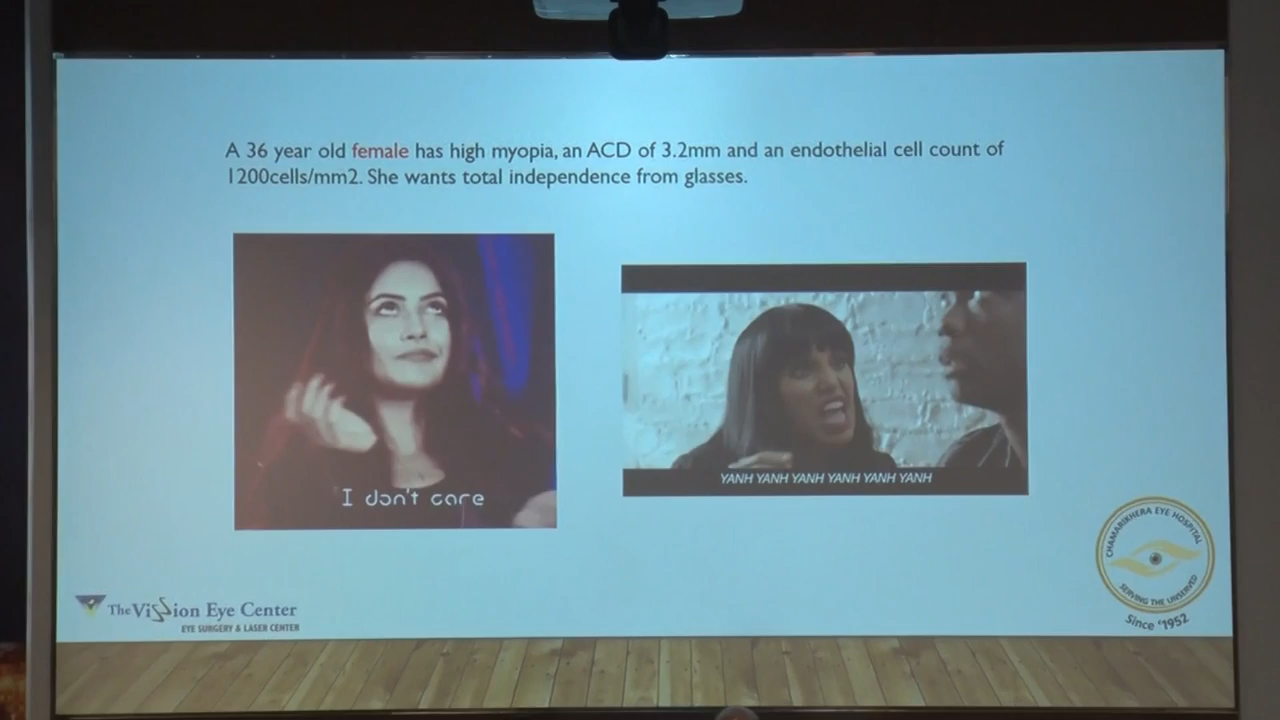 A 36 year old female has high myopia, an ACD of 3.2mm and an endothelial cell count of
1200cells/mm2. She wants total independence from glasses.
I don't care
YANH YANH YANH YANH YANH YANH
The Vission Eye Center
EYE SURGERY & LASER CENTER
CHAMARIKHERA EYE HOSPITAL
SERVING THE UNSERVED
Since '1952